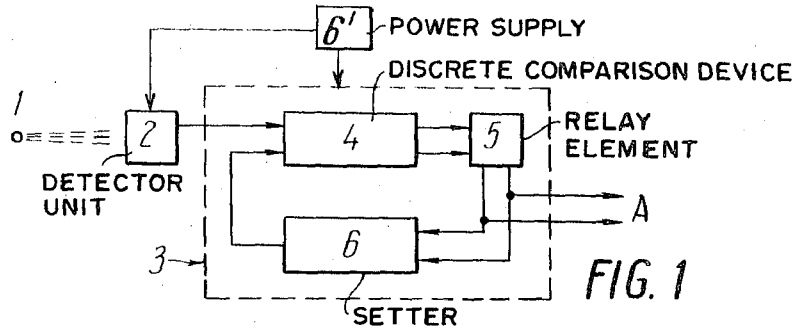 6' POWER SUPPLY
DISCRETE COMPARISON DEVICE
1
2
4
5
RELAY
ELEMENT
DETECTOR
UNIT
A
6
3
FIG. 1
SETTER